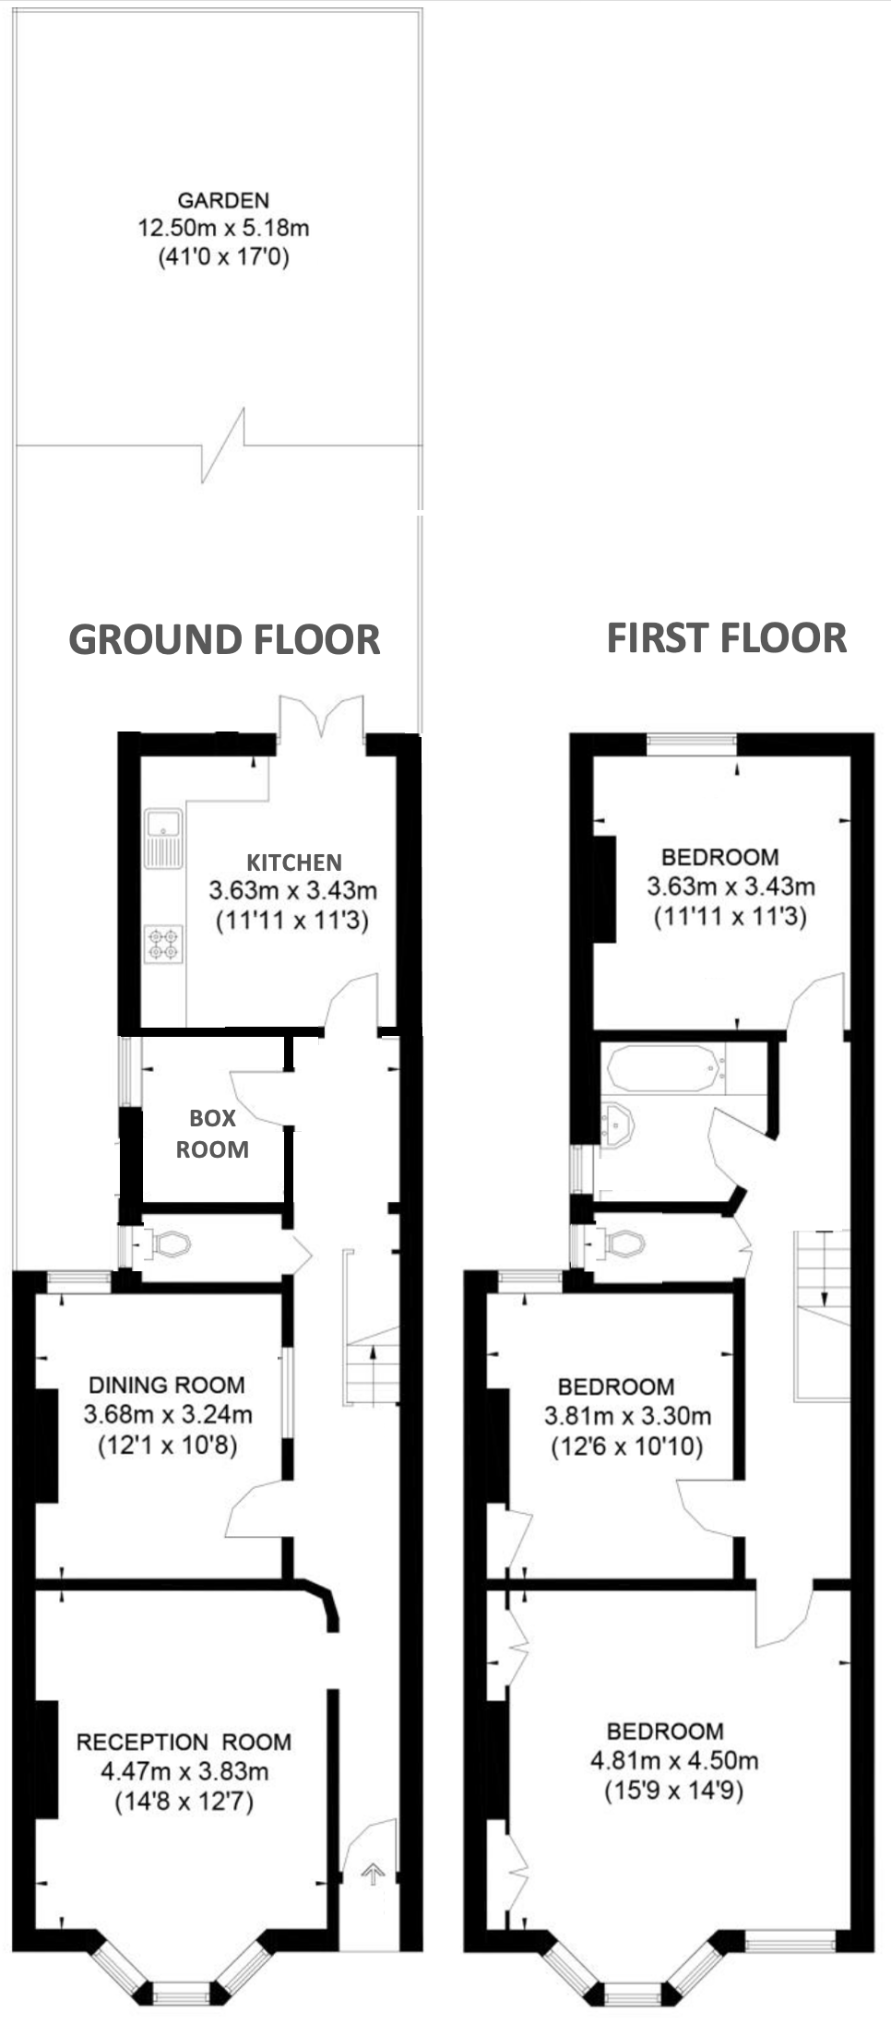 GARDEN
12.50m x 5.18m
(41'0 x 17'0)
GROUND FLOOR
KITCHEN
3.63m x 3.43m
(11'11 x 11'3)
BOX
ROOM
DINING ROOM
3.68m x 3.24m
(12'1 x 10'8)
RECEPTION ROOM
4.47m x 3.83m
(14'8 x 12'7)
FIRST FLOOR
BEDROOM
3.63m x 3.43m
(11'11 x 11'3)
BEDROOM
3.81m x 3.30m
(12'6 x 10'10)
BEDROOM
4.81m x 4.50m
(15'9 x 14'9)